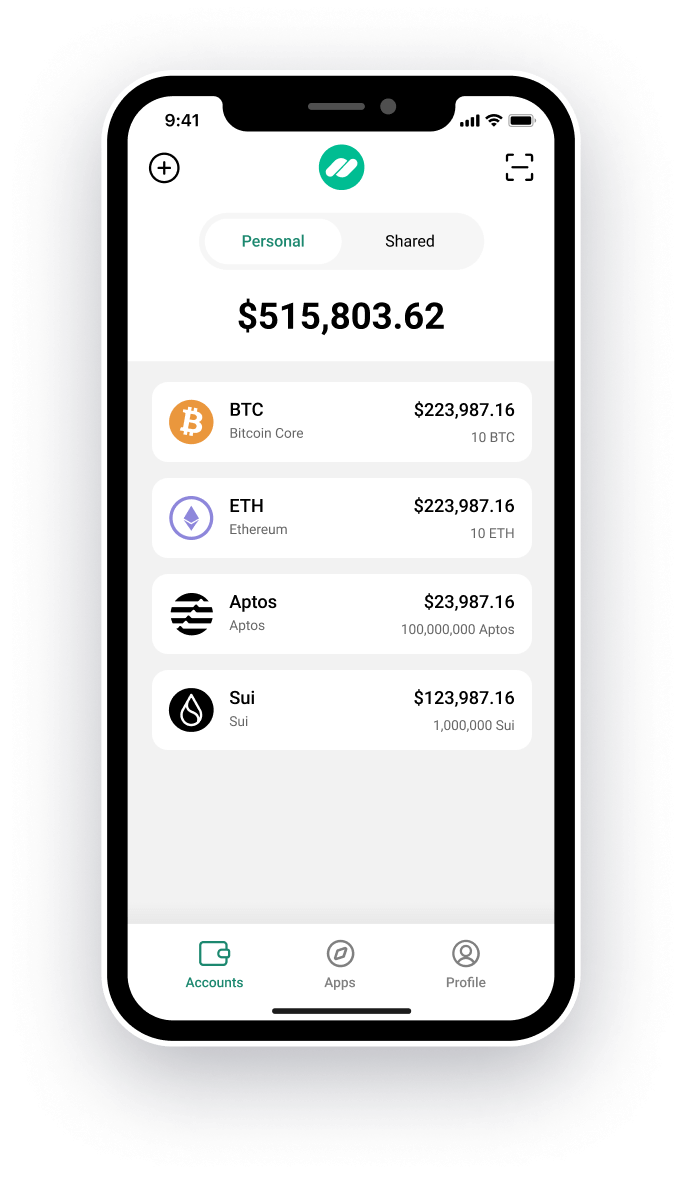 9:41
Personal Shared
$515,803.62
BTC $223,987.16
Bitcoin Core 10 BTC
ETH $223,987.16
Ethereum 10 ETH
Aptos $23,987.16
Aptos 100,000,000 Aptos
Sui $123,987.16
Sui 1,000,000 Sui
Accounts Apps Profile